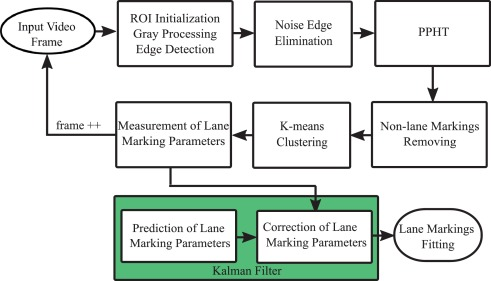 Input Video
Frame
ROI Initialization
Gray Processing
Edge Detection
Noise Edge
Elimination
PPHT
Non-lane Markings
Removing
K-means
Clustering
Measurement of Lane
Marking Parameters
frame ++
Prediction of Lane
Marking Parameters
Correction of Lane
Marking Parameters
Kalman Filter
Lane Markings
Fitting